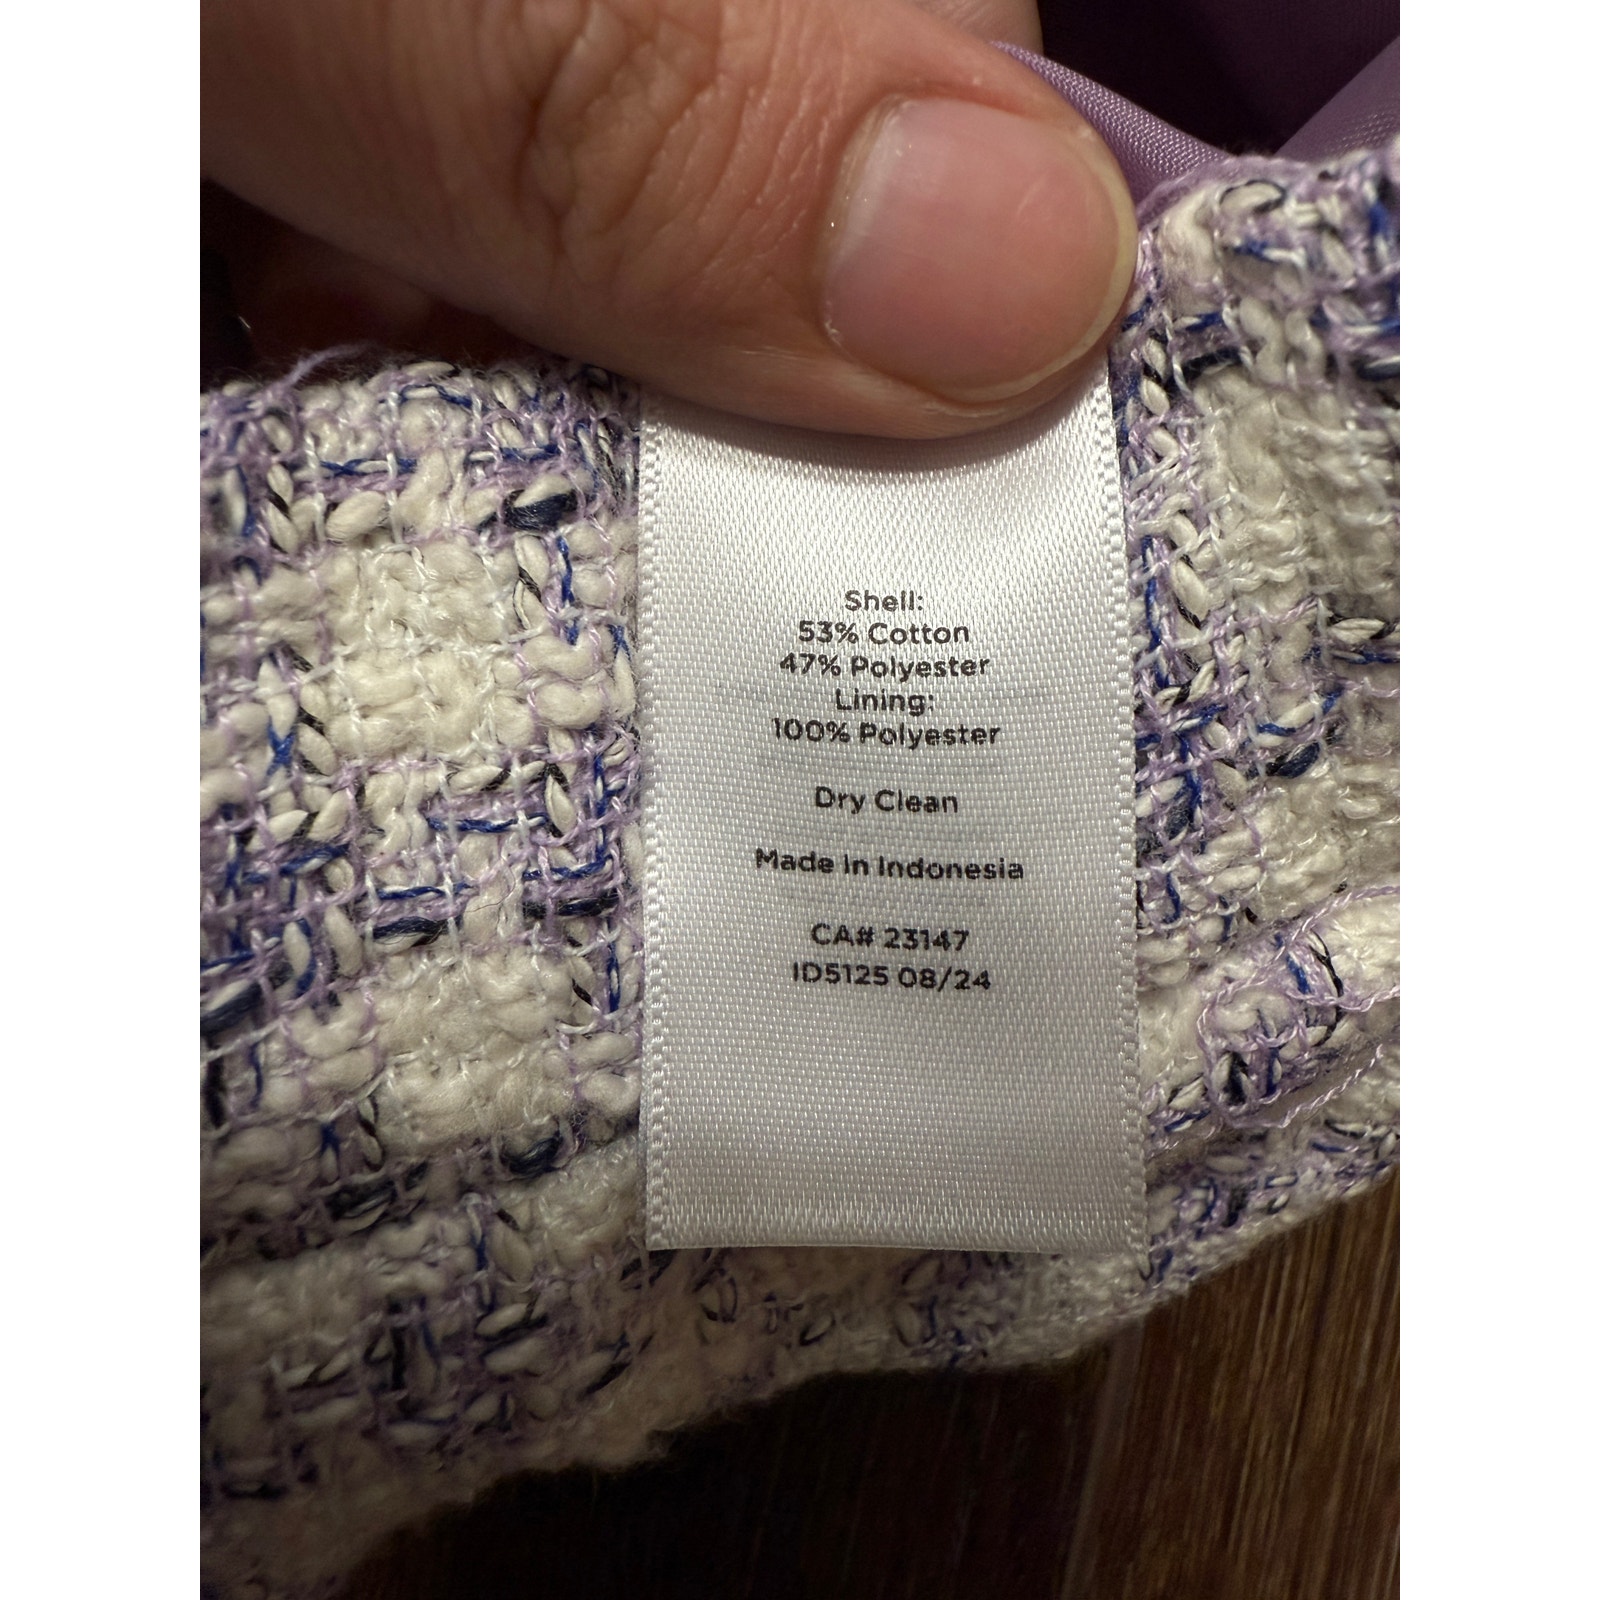 Shell:
53% Cotton
47% Polyester
Lining:
100% Polyester
Dry Clean
Made In Indonesia
CA# 23147
ID5125 08/24